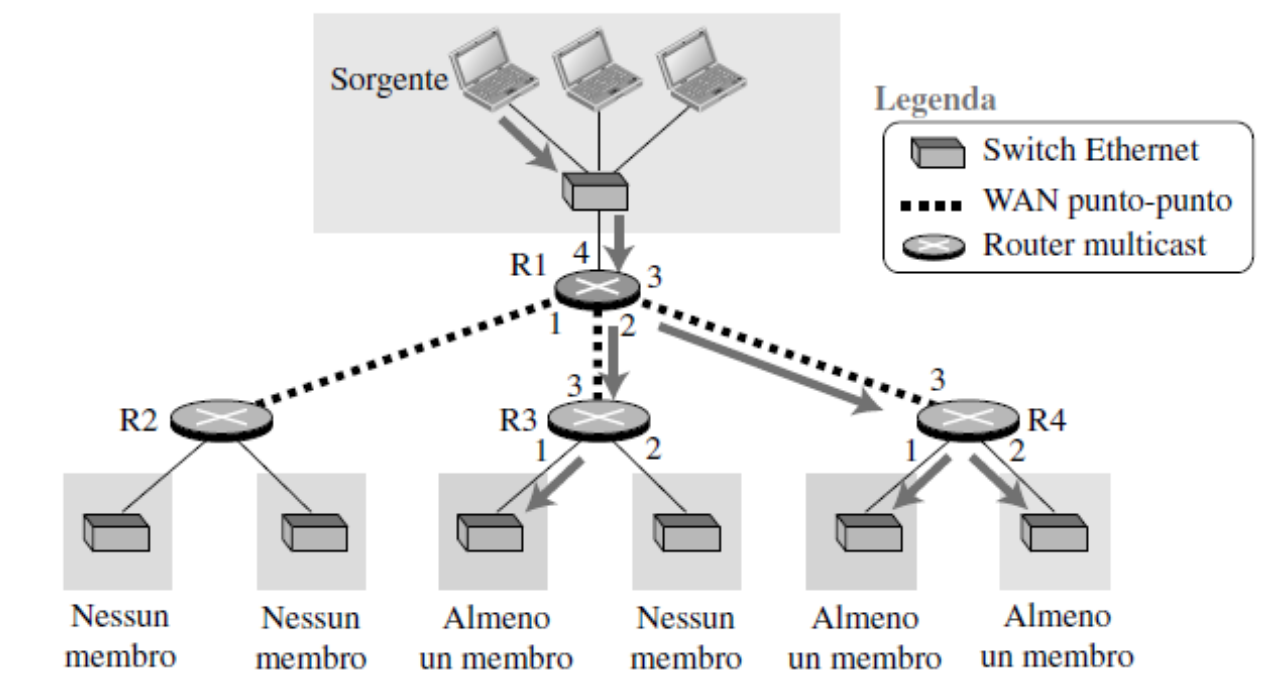 Sorgente
Legenda
Switch Ethernet
WAN punto-punto
Router multicast
R1
4
3
1
2
R2
R3
3
1
2
R4
3
1
2
Nessun
membro
Nessun
membro
Almeno
un membro
Nessun
membro
Almeno
un membro
Almeno
un membro